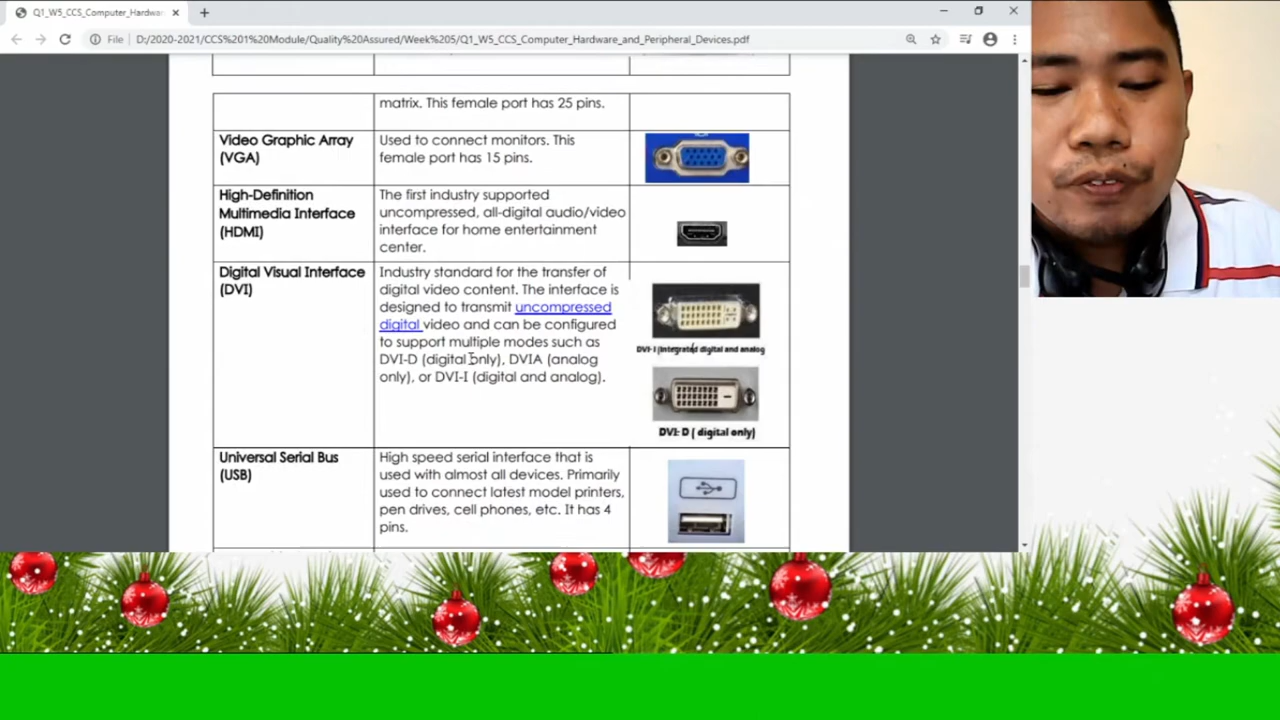 Q1_W5_CCS_Computer_Hardwar
File
D:/2020-2021/CCS%201%20Module/Quality%20Assured/Week%205/Q1_W5_CCS_Computer_Hardware_and_Peripheral_Devices.pdf
matrix. This female port has 25 pins.
Video Graphic Array
(VGA)
Used to connect monitors. This
female port has 15 pins.
High-Definition
Multimedia Interface
(HDMI)
The first industry supported
uncompressed, all-digital audio/video
interface for home entertainment
center.
Digital Visual Interface
(DVI)
Industry standard for the transfer of
digital video content. The interface is
designed to transmit uncompressed
digital video and can be configured
to support multiple modes such as
DVI-D (digital only), DVIA (analog
only), or DVI-I (digital and analog).
DVI- I (integrated digital and analog
DVI: D ( digital only)
Universal Serial Bus
(USB)
High speed serial interface that is
used with almost all devices. Primarily
used to connect latest model printers,
pen drives, cell phones, etc. It has 4
pins.